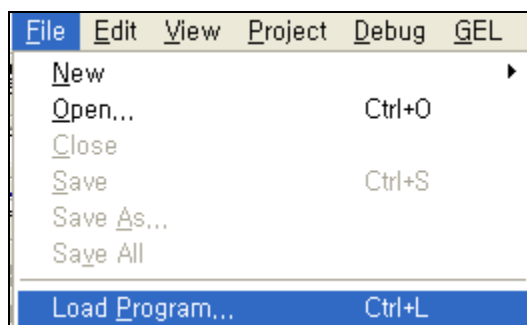 File Edit View Project Debug GEL
New
Open... Ctrl+O
Close
Save Ctrl+S
Save As...
Save All
Load Program... Ctrl+L